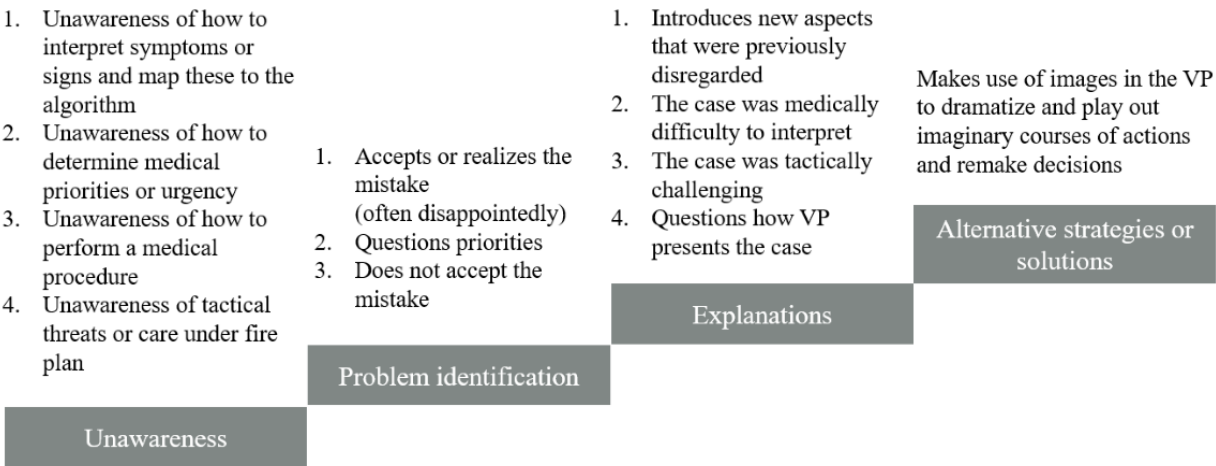 1. Unawareness of how to
interpret symptoms or
signs and map these to the
algorithm
2. Unawareness of how to
determine medical
priorities or urgency
3. Unawareness of how to
perform a medical
procedure
4. Unawareness of tactical
threats or care under fire
plan
Unawareness
1. Accepts or realizes the
mistake
(often disappointedly)
2. Questions priorities
3. Does not accept the
mistake
Problem identification
1. Introduces new aspects
that were previously
disregarded
2. The case was medically
difficulty to interpret
3. The case was tactically
challenging
4. Questions how VP
presents the case
Explanations
Makes use of images in the VP
to dramatize and play out
imaginary courses of actions
and remake decisions
Alternative strategies or
solutions